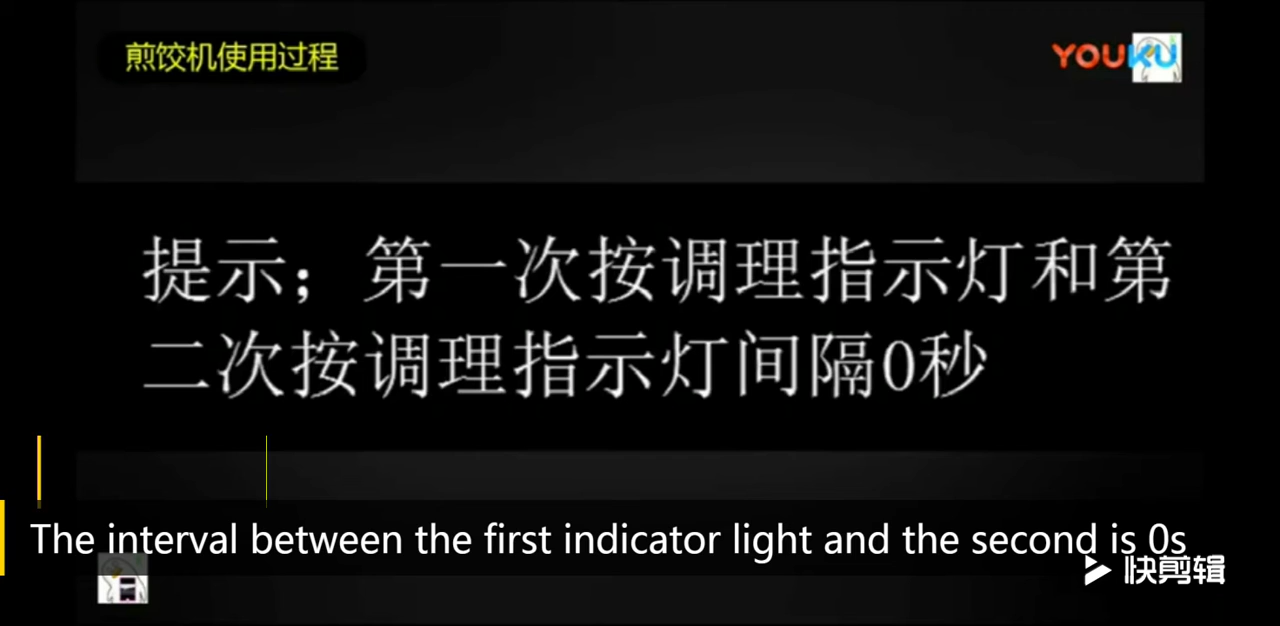 煎饺机使用过程
YOUKU
提示；第一次按调理指示灯和第
二次按调理指示灯间隔0秒
The interval between the first indicator light and the second is 0s
快剪辑